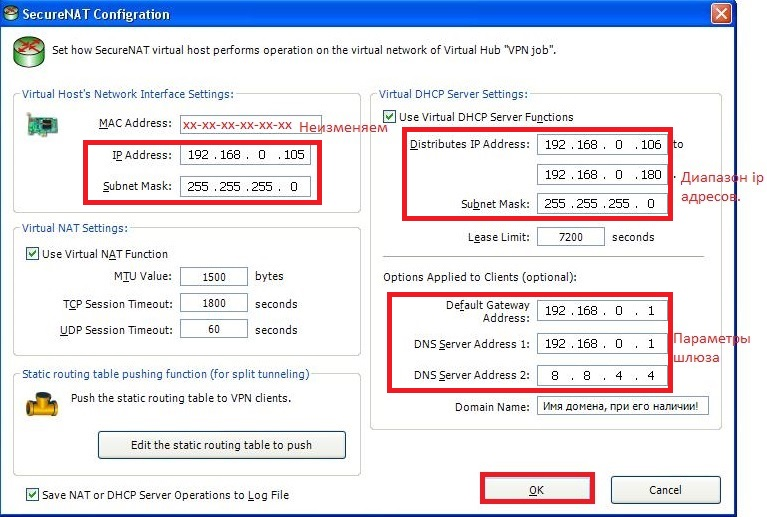 SecureNAT Configration
Set how SecureNAT virtual host performs operation on the virtual network of Virtual Hub "VPN job".
Virtual Host's Network Interface Settings:
MAC Address: xx-xx-xx-xx-xx-xx Неизменяем
IP Address: 192 .168 . 0 .105
Subnet Mask: 255 .255 .255 . 0
Virtual NAT Settings:
Use Virtual NAT Function
MTU Value: 1500 bytes
TCP Session Timeout: 1800 seconds
UDP Session Timeout: 60 seconds
Static routing table pushing function (for split tunneling)
Push the static routing table to VPN clients.
Edit the static routing table to push
Save NAT or DHCP Server Operations to Log File
Virtual DHCP Server Settings:
Use Virtual DHCP Server Functions
Distributes IP Address: 192 .168 . 0 .106 to
192 .168 . 0 .180 .
Диапазон ip
адресов.
Subnet Mask: 255 .255 .255 . 0
Lease Limit: 7200 seconds
Options Applied to Clients (optional):
Default Gateway
Address: 192 .168 . 0 . 1
DNS Server Address 1: 192 .168 . 0 . 1
Параметры
шлюза
DNS Server Address 2: 8 . 8 . 4 . 4
Domain Name: Имя домена, при его наличии!
OK
Cancel